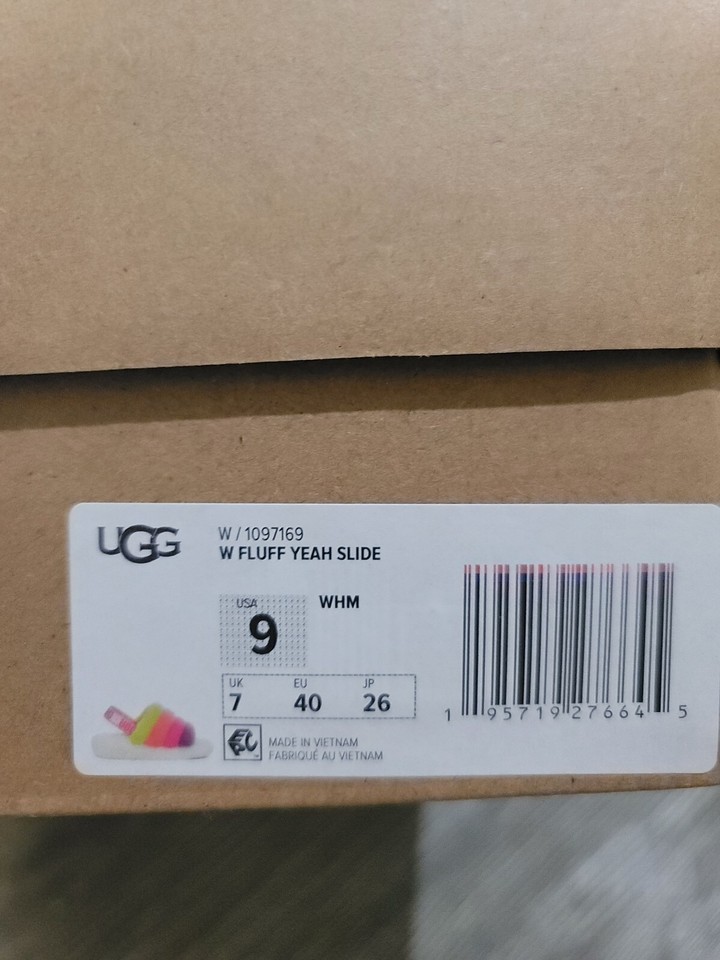 UGG
W / 1097169
W FLUFF YEAH SLIDE
USA
9
WHM
UK EU JP
7 40 26
MADE IN VIETNAM
FABRIQUÉ AU VIETNAM
1 95719 27664 5